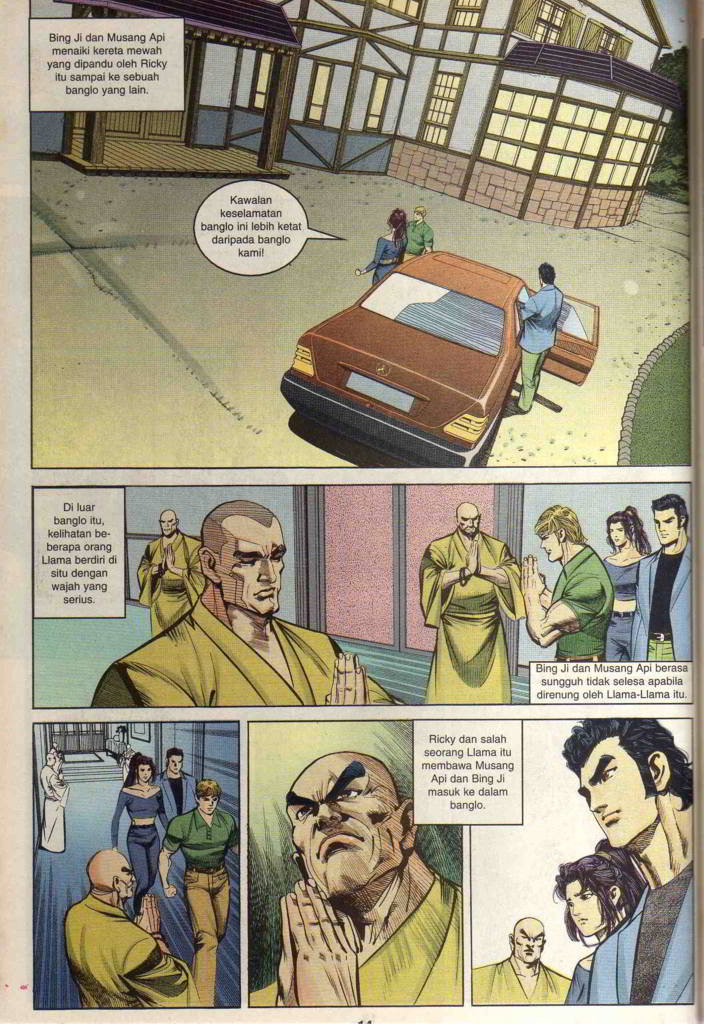 Bing Ji dan Musang Api
menaiki kereta mewah
yang dipandu oleh Ricky
itu sampai ke sebuah
banglo yang lain.
Kawalan
keselamatan
banglo ini lebih ketat
daripada banglo
kami!
Di luar
banglo itu,
kelihatan be-
berapa orang
Llama berdiri di
situ dengan
wajah yang
serius.
Bing Ji dan Musang Api berasa
sungguh tidak selesa apabila
direnung oleh Llama-Llama itu.
Ricky dan salah
seorang Llama itu
membawa Musang
Api dan Bing Ji
masuk ke dalam
banglo.